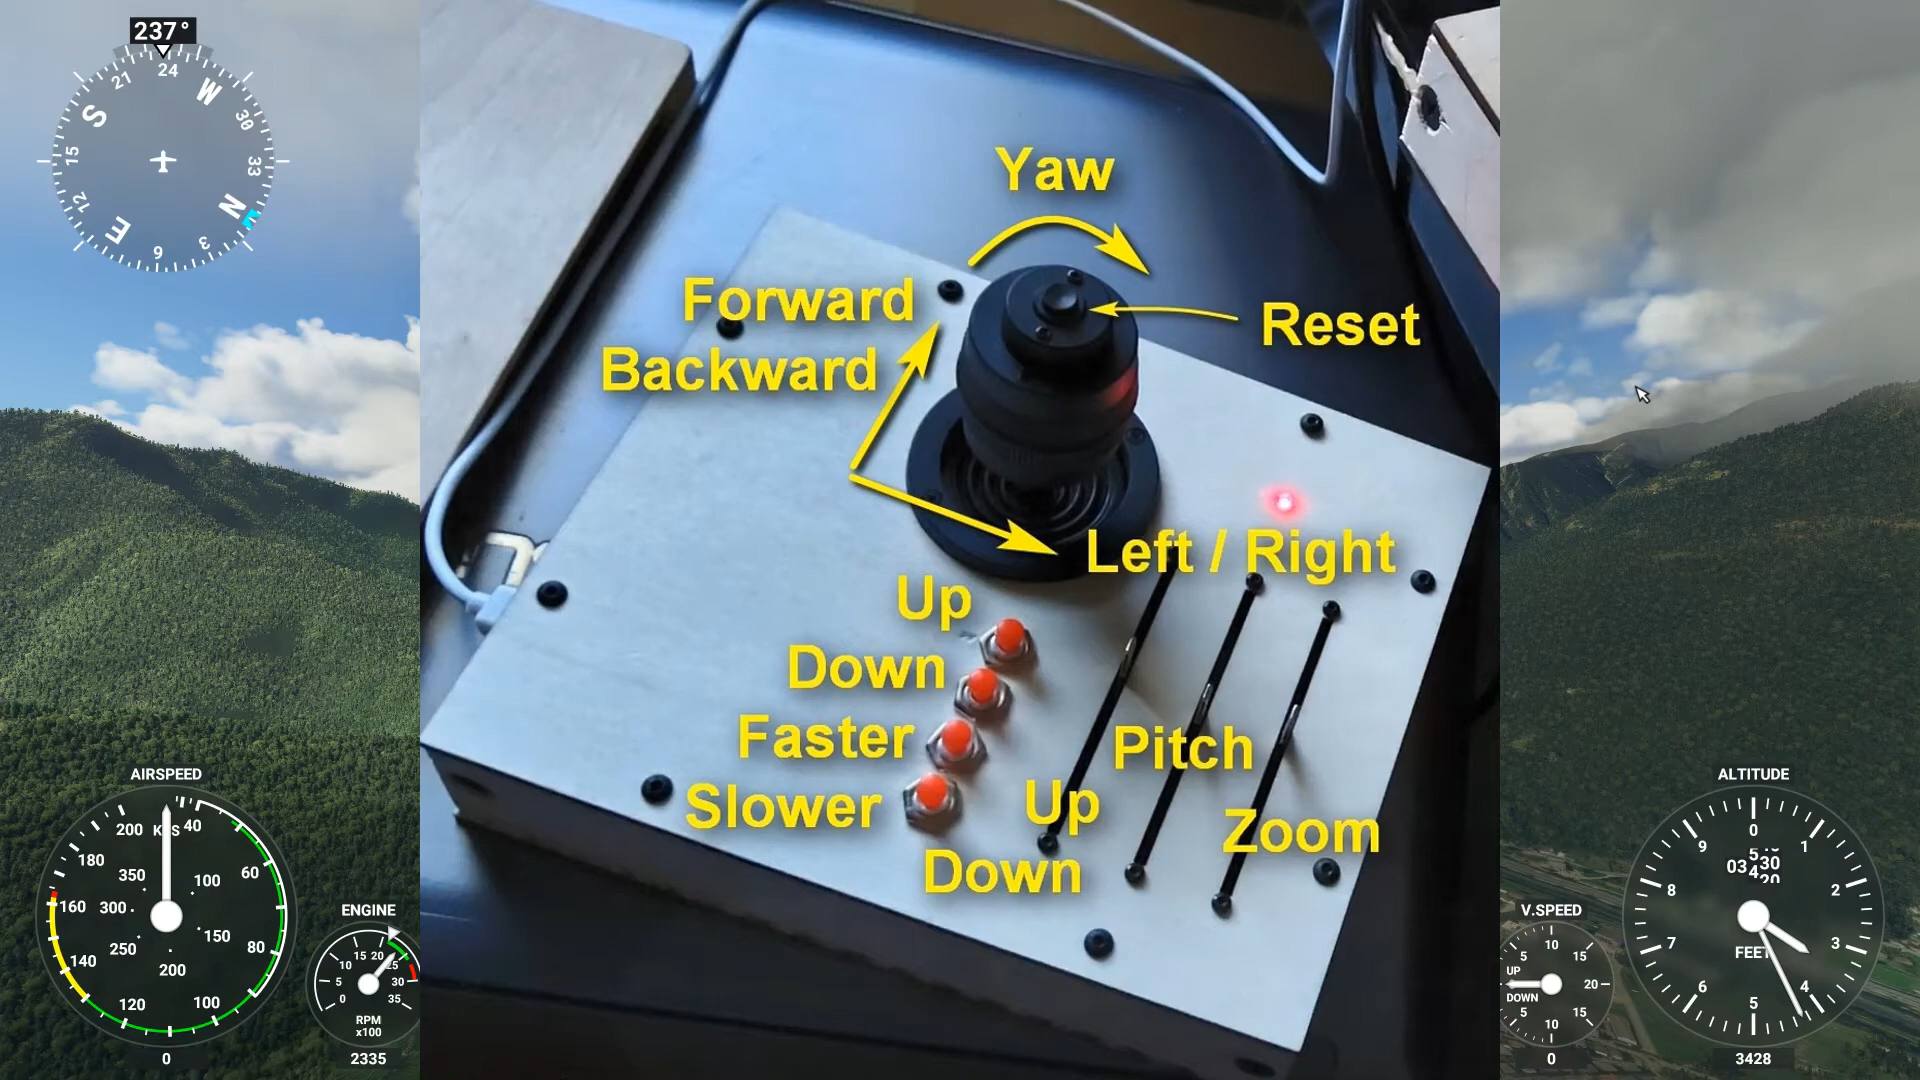 237°
24
21
W
S
30
15
33
12
N
E
3
6
Yaw
Forward
Reset
Backward
Left / Right
Up
Down
Faster
Pitch
Slower
Up
Zoom
Down
AIRSPEED
200 KTS 40
180
60
350
100
160
300
150
250
80
140
200
120
100
0
ENGINE
15 20
10
25
5
30
0
35
RPM
x100
2335
V.SPEED
10
5
15
UP
20
DOWN
5
15
10
0
ALTITUDE
0
9
1
03
8
2
7
3
FEET
6
4
5
3428